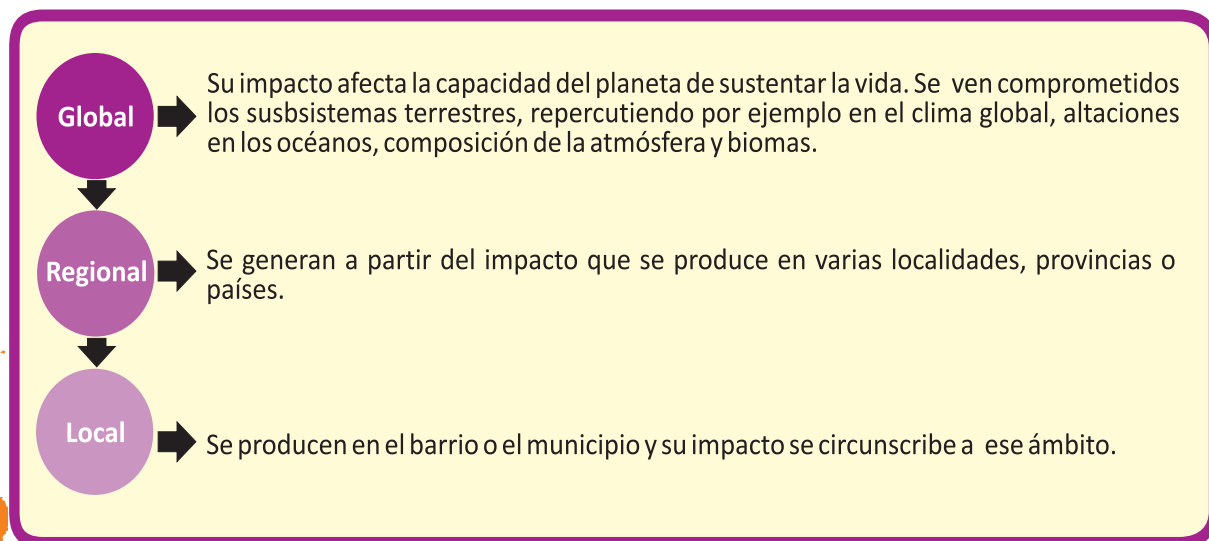 Global
Su impacto afecta la capacidad del planeta de sustentar la vida. Se ven comprometidos
los susbsistemas terrestres, repercutiendo por ejemplo en el clima global, altaciones
en los océanos, composición de la atmósfera y biomas.
Regional
Se generan a partir del impacto que se produce en varias localidades, provincias o
países.
Local
Se producen en el barrio o el municipio y su impacto se circunscribe a ese ámbito.